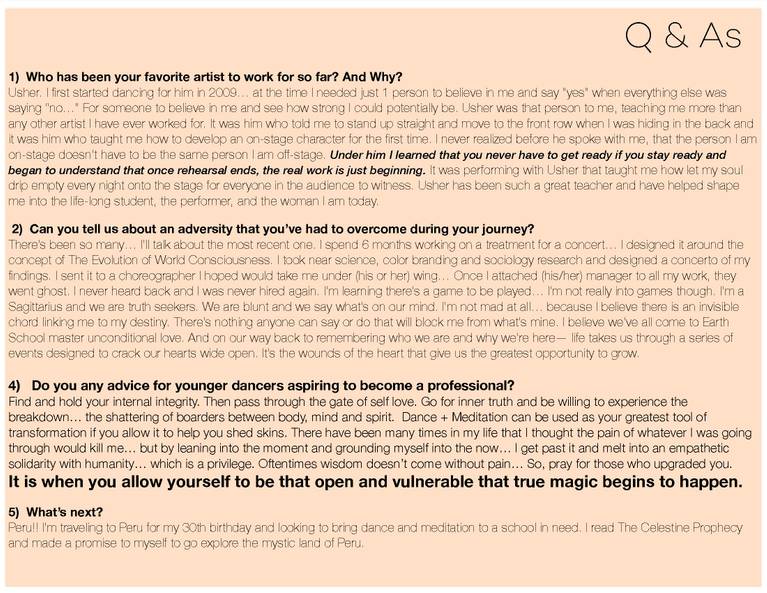 Q & As
1) Who has been your favorite artist to work for so far? And Why?
Usher. I first started dancing for him in 2009... at the time I needed just 1 person to believe in me and say "yes" when everything else was
saying "no..." For someone to believe in me and see how strong I could potentially be. Usher was that person to me, teaching me more than
any other artist I have ever worked for. It was him who told me to stand up straight and move to the front row when I was hiding in the back and
it was him who taught me how to develop an on-stage character for the first time. I never realized before he spoke with me, that the person I am
on-stage doesn't have to be the same person I am off-stage. Under him I learned that you never have to get ready if you stay ready and
began to understand that once rehearsal ends, the real work is just beginning. It was performing with Usher that taught me how let my soul
drip empty every night onto the stage for everyone in the audience to witness. Usher has been such a great teacher and have helped shape
me into the life-long student, the performer, and the woman I am today.
2) Can you tell us about an adversity that you've had to overcome during your journey?
There's been so many... I'll talk about the most recent one. I spend 6 months working on a treatment for a concert... I designed it around the
concept of The Evolution of World Consciousness. I took near science, color branding and sociology research and designed a concerto of my
findings. I sent it to a choreographer I hoped would take me under (his or her) wing... Once I attached (his/her) manager to all my work, they
went ghost. I never heard back and I was never hired again. I'm learning there's a game to be played... I'm not really into games though. I'm a
Sagittarius and we are truth seekers. We are blunt and we say what's on our mind. I'm not mad at all... because I believe there is an invisible
chord linking me to my destiny. There's nothing anyone can say or do that will block me from what's mine. I believe we've all come to Earth
School master unconditional love. And on our way back to remembering who we are and why we're here— life takes us through a series of
events designed to crack our hearts wide open. It's the wounds of the heart that give us the greatest opportunity to grow.
4) Do you any advice for younger dancers aspiring to become a professional?
Find and hold your internal integrity. Then pass through the gate of self love. Go for inner truth and be willing to experience the
breakdown... the shattering of boarders between body, mind and spirit. Dance + Meditation can be used as your greatest tool of
transformation if you allow it to help you shed skins. There have been many times in my life that I thought the pain of whatever I was going
through would kill me... but by leaning into the moment and grounding myself into the now... I get past it and melt into an empathetic
solidarity with humanity... which is a privilege. Oftentimes wisdom doesn't come without pain... So, pray for those who upgraded you.
It is when you allow yourself to be that open and vulnerable that true magic begins to happen.
5) What's next?
Peru!! I'm traveling to Peru for my 30th birthday and looking to bring dance and meditation to a school in need. I read The Celestine Prophecy
and made a promise to myself to go explore the mystic land of Peru.